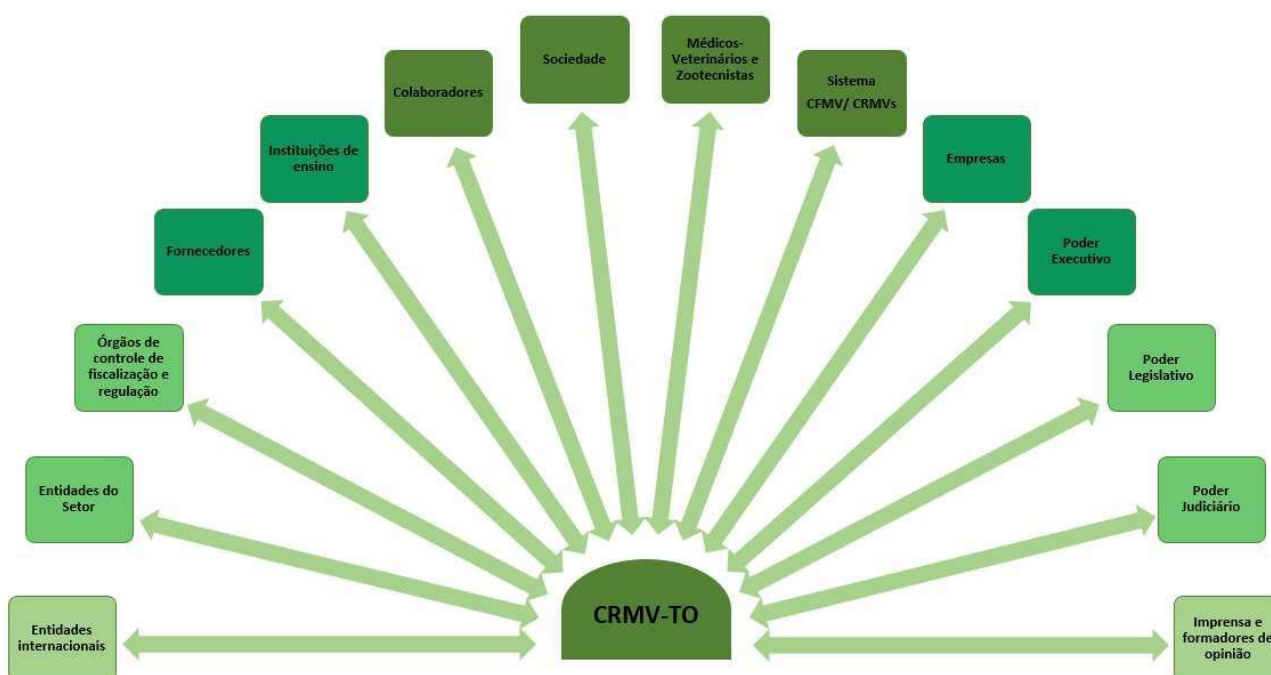 Sociedade
Médicos-
Veterinários e
Zootecnistas
Colaboradores
Sistema
CFMV/ CRMVs
Instituições de
ensino
Empresas
Fornecedores
Poder
Executivo
Órgãos de
controle de
fiscalização e
regulação
Poder
Legislativo
Entidades do
Setor
Poder
Judiciário
Entidades
internacionais
CRMV-TO
Imprensa e
formadores de
opinião